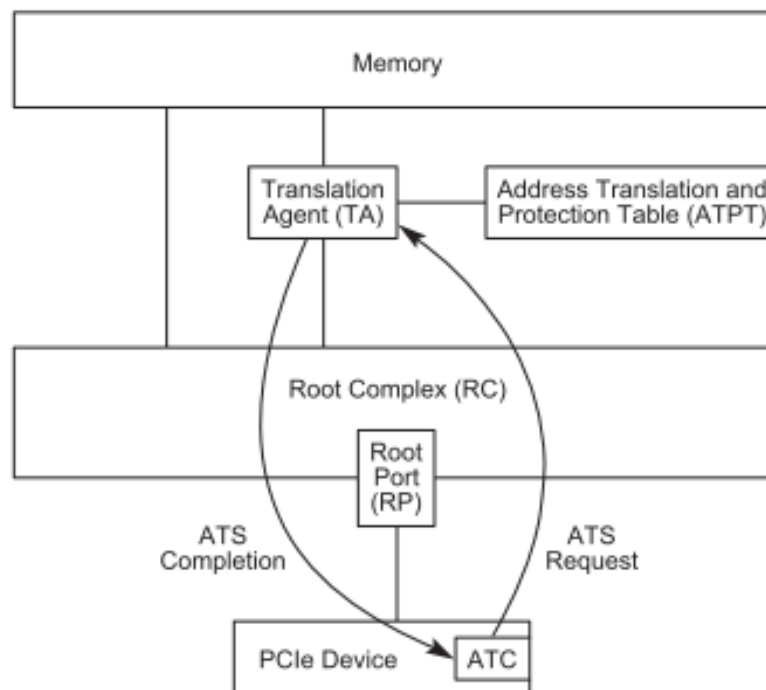 Memory
Translation
Agent (TA)
Address Translation and
Protection Table (ATPT)
Root Complex (RC)
Root
Port
(RP)
ATS
Completion
ATS
Request
PCIe Device
ATC